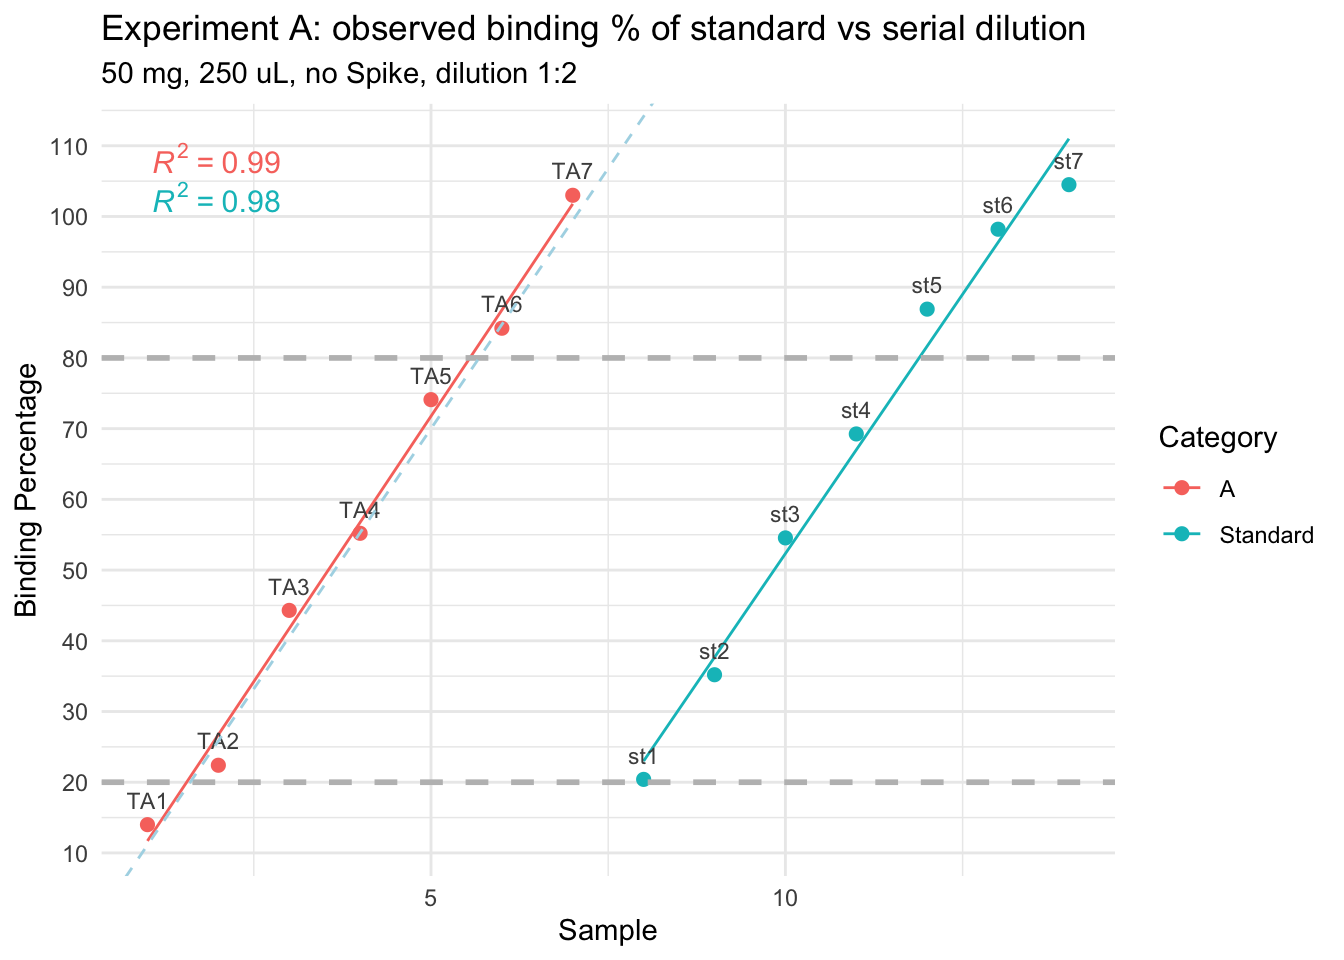 Experiment A: observed binding % of standard vs serial dilution
50 mg, 250 uL, no Spike, dilution 1:2
R² = 0.99
R² = 0.98
110
100
90
80
70
60
50
40
30
20
10
Binding Percentage
TA1
TA2
TA3
TA4
TA5
TA6
TA7
st1
st2
st3
st4
st5
st6
st7
5
10
Sample
Category
A
Standard